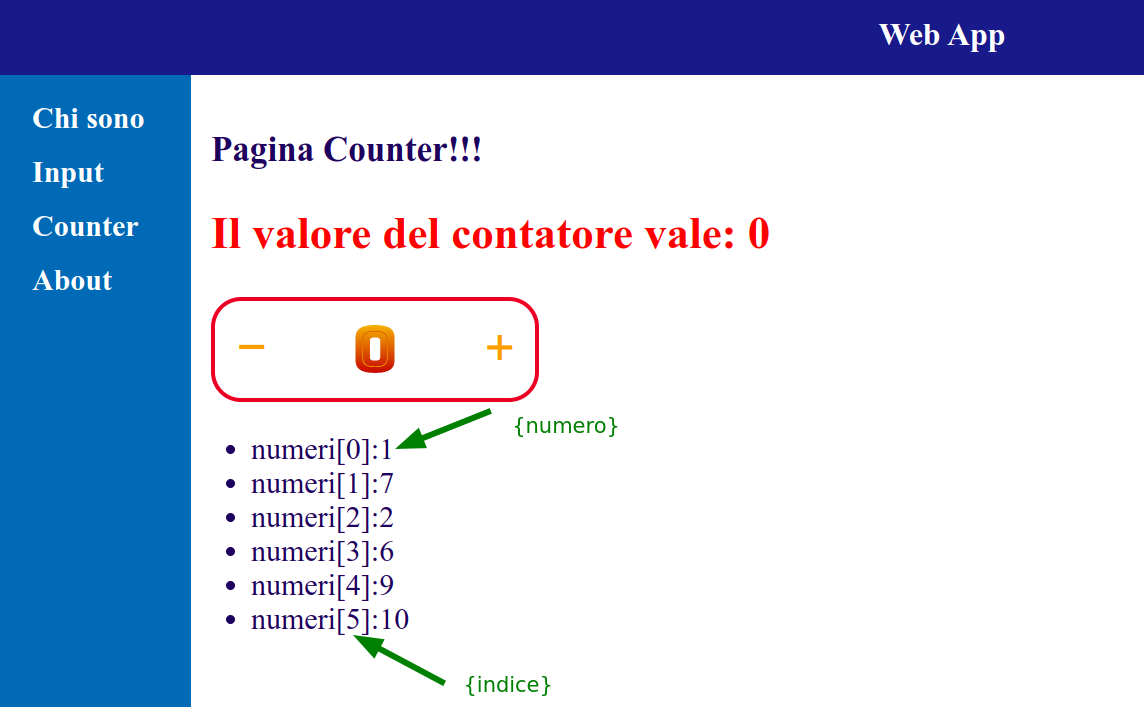 Web App
Chi sono
Input
Counter
About
Pagina Counter!!!
Il valore del contatore vale: 0
− 0 +
{numero}
numeri[0]:1
numeri[1]:7
numeri[2]:2
numeri[3]:6
numeri[4]:9
numeri[5]:10
{indice}